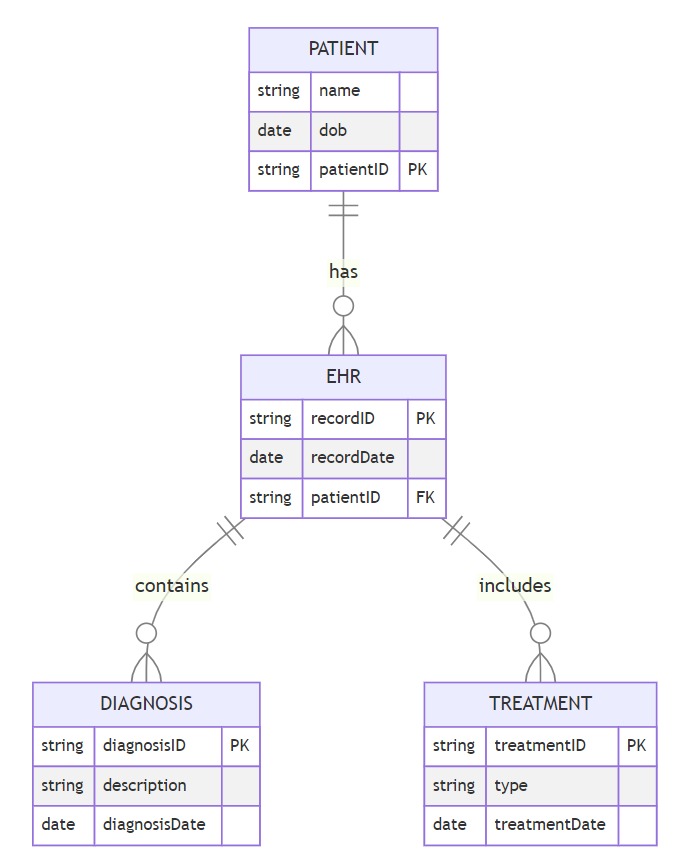 PATIENT
string name
date dob
string patientID PK
has
EHR
string recordID PK
date recordDate
string patientID FK
contains includes
DIAGNOSIS
string diagnosisID PK
string description
date diagnosisDate
TREATMENT
string treatmentID PK
string type
date treatmentDate